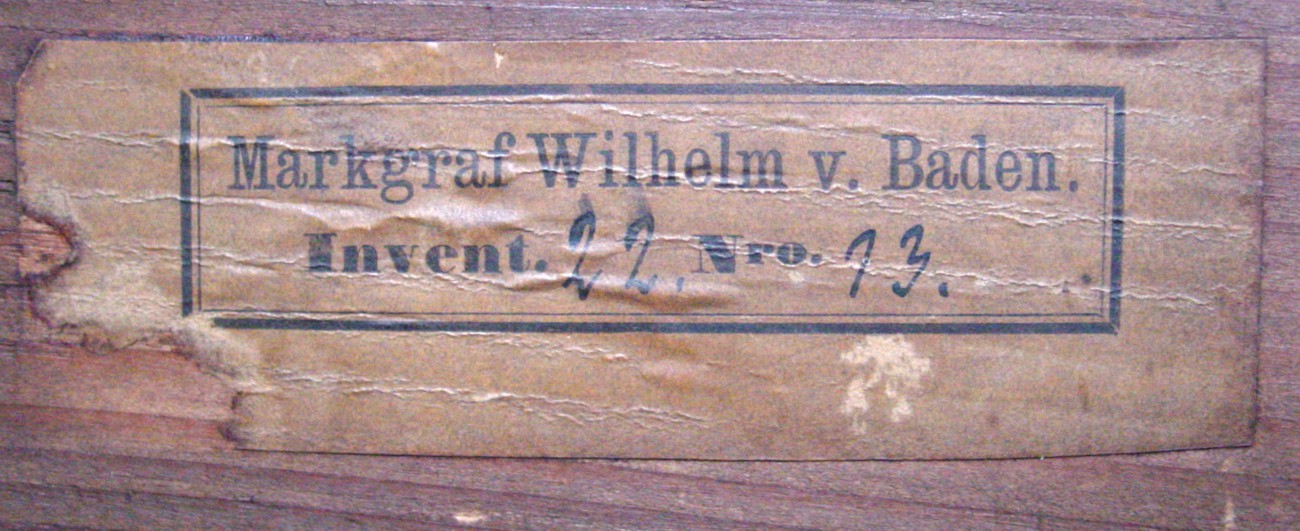 Markgraf Wilhelm v. Baden.
Invent. 22. Nro. 13.